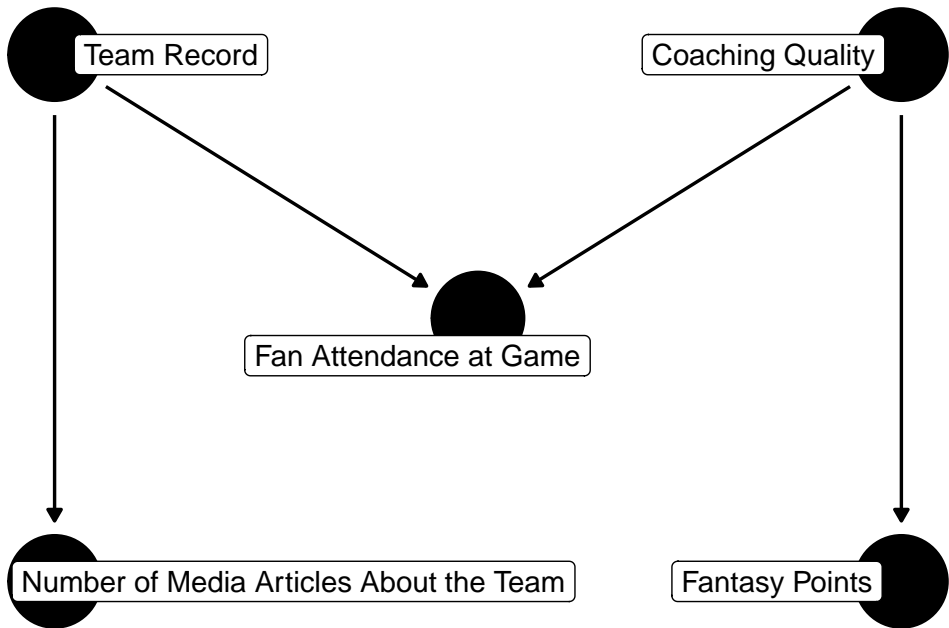 Team Record
Coaching Quality
Fan Attendance at Game
Number of Media Articles About the Team
Fantasy Points